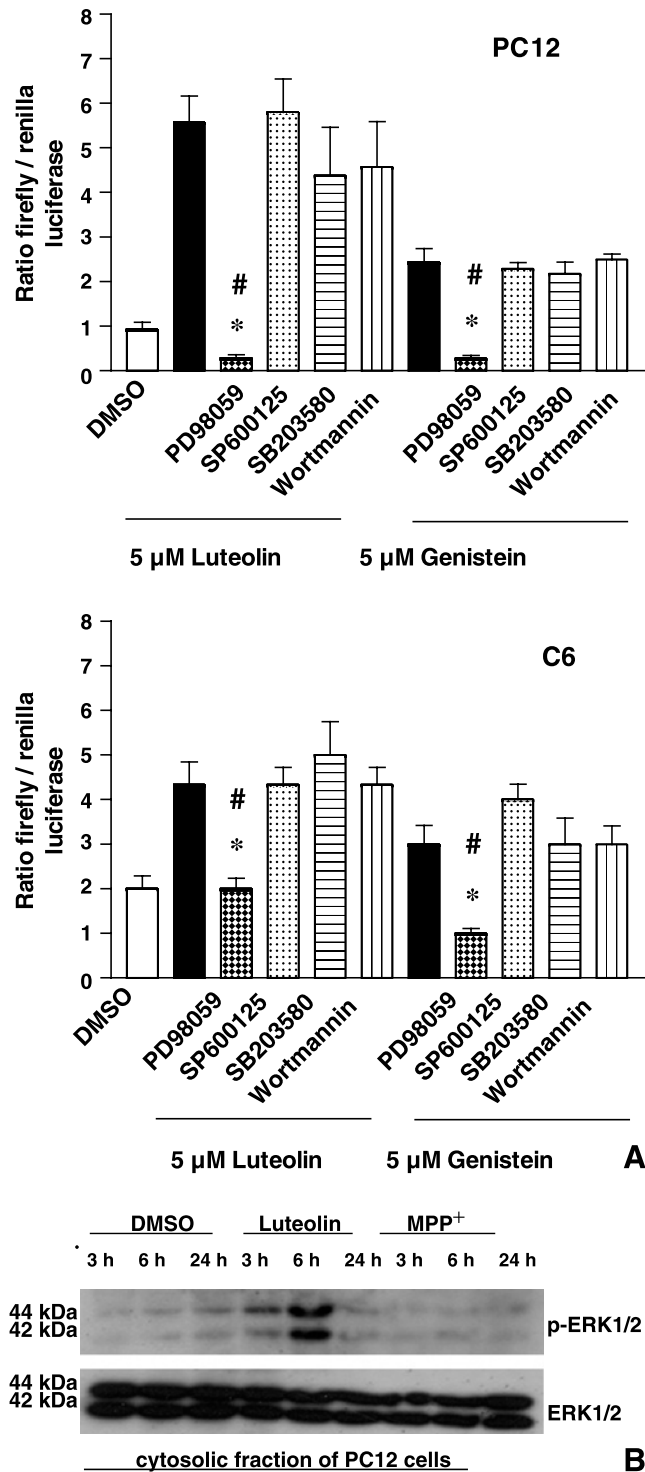 8
PC12
7
6
5
4
3
2
1
0
Ratio firefly / renilla
luciferase
#
*
#
*
DMSO
PD98059
SP600125
SB203580
Wortmannin
PD98059
SP600125
SB203580
Wortmannin
5 µM Luteolin
5 µM Genistein
8
C6
7
6
5
4
3
2
1
0
Ratio firefly / renilla
luciferase
#
*
#
*
DMSO
PD98059
SP600125
SB203580
Wortmannin
PD98059
SP600125
SB203580
Wortmannin
5 µM Luteolin
5 µM Genistein
A
DMSO Luteolin MPP+
3 h 6 h 24 h 3 h 6 h 24 h 3 h 6 h 24 h
44 kDa
42 kDa
p-ERK1/2
44 kDa
42 kDa
ERK1/2
cytosolic fraction of PC12 cells
B